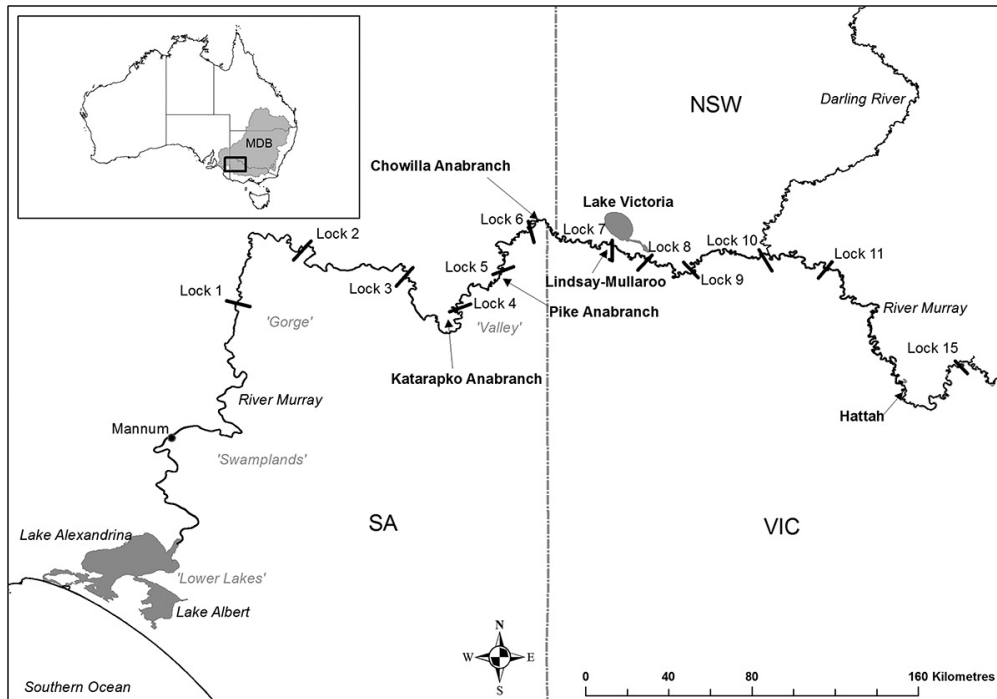 MDB
NSW
Darling River
Chowilla Anabranch
Lake Victoria
Lock 6
Lock 7
Lock 8
Lock 10
Lock 11
Lock 2
Lock 5
Lindsay-Mullaroo
Lock 9
Lock 3
Lock 1
Lock 4
Pike Anabranch
River Murray
'Gorge'
'Valley'
Lock 15
Katarapko Anabranch
River Murray
Hattah
Mannum
'Swamplands'
SA
VIC
Lake Alexandrina
'Lower Lakes'
Lake Albert
N
W
E
S
Southern Ocean
0 40 80 160 Kilometres